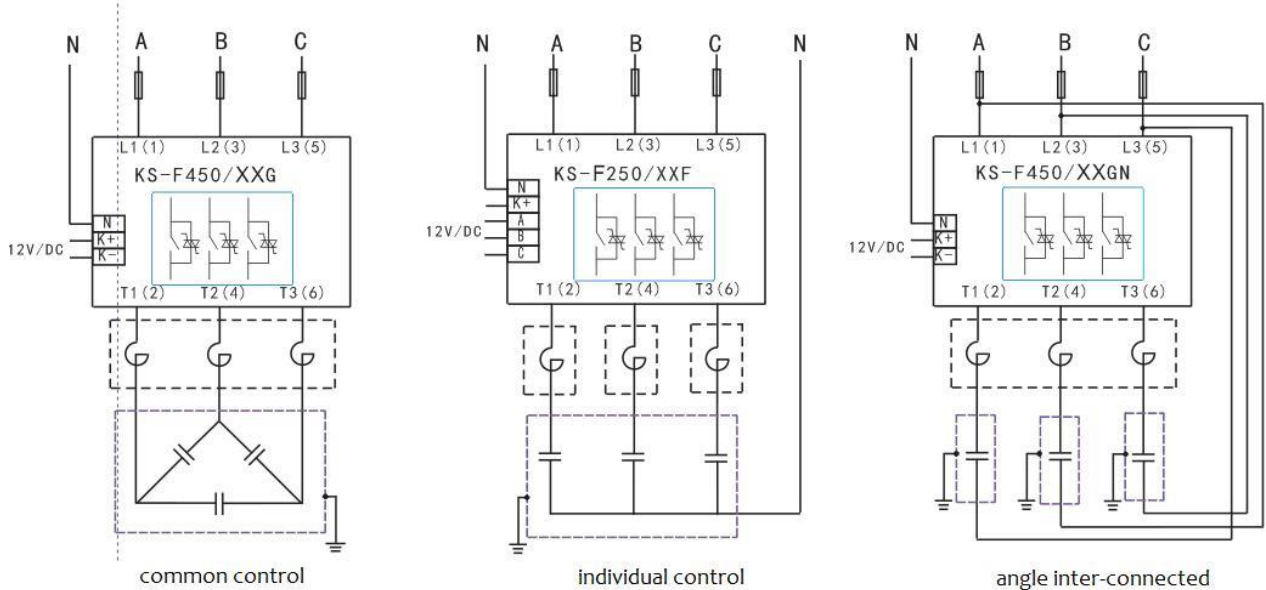 N A B C
L1(1) L2(3) L3(5)
KS-F450/XXG
N
12V/DC K+
K-
T1(2) T2(4) T3(6)
common control
N A B C N
L1(1) L2(3) L3(5)
KS-F250/XXF
N
K+
A
12V/DC B
C
T1(2) T2(4) T3(6)
individual control
N A B C
L1(1) L2(3) L3(5)
KS-F450/XXGN
N
12V/DC K+
K-
T1(2) T2(4) T3(6)
angle inter-connected